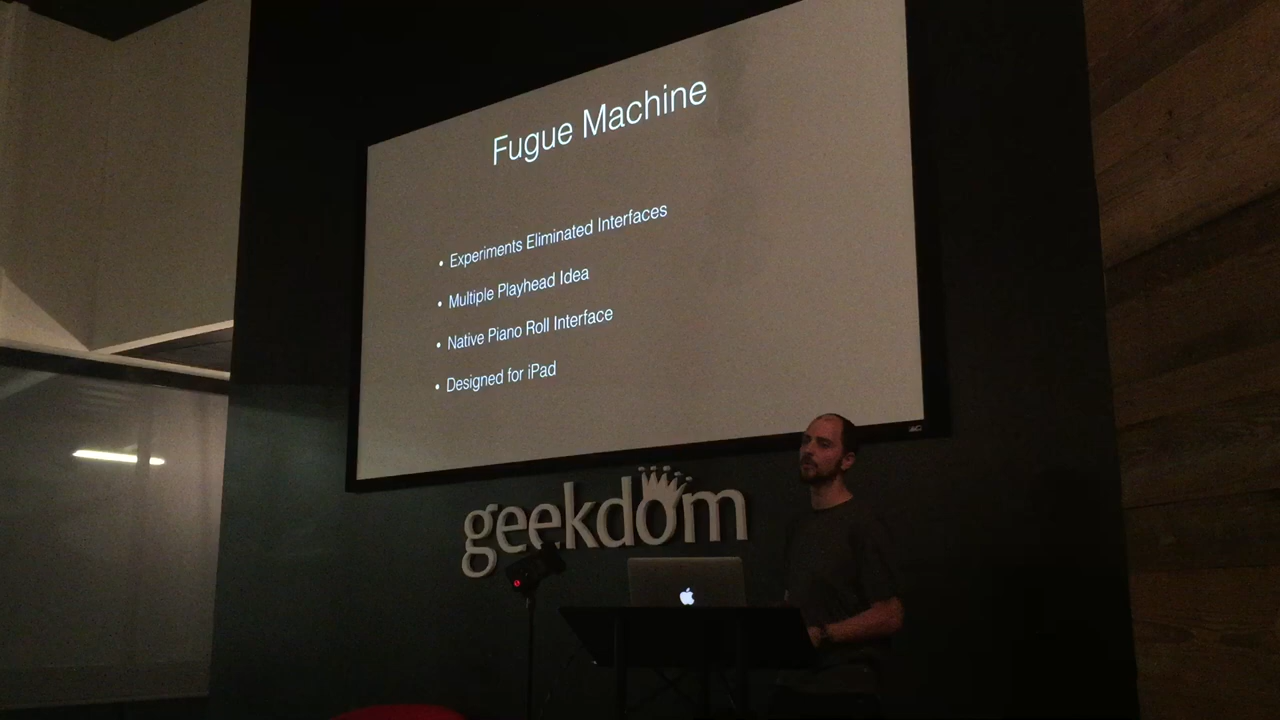 Fugue Machine
• Experiments Eliminated Interfaces
• Multiple Playhead Idea
• Native Piano Roll Interface
• Designed for iPad
geekdom